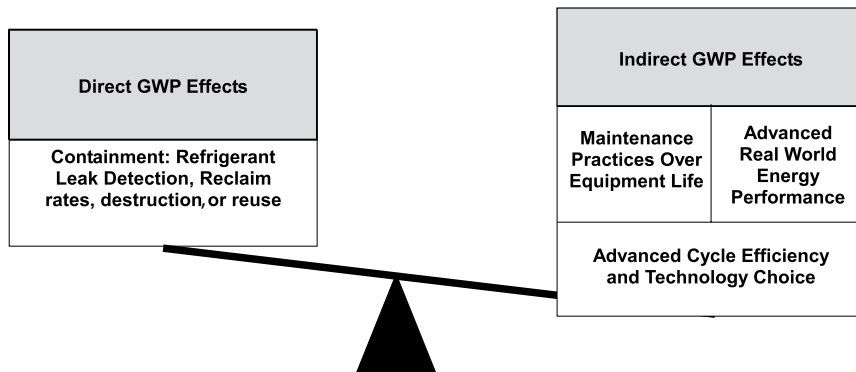 Direct GWP Effects
Containment: Refrigerant
Leak Detection, Reclaim
rates, destruction, or reuse
Indirect GWP Effects
Maintenance
Practices Over
Equipment Life
Advanced
Real World
Energy
Performance
Advanced Cycle Efficiency
and Technology Choice